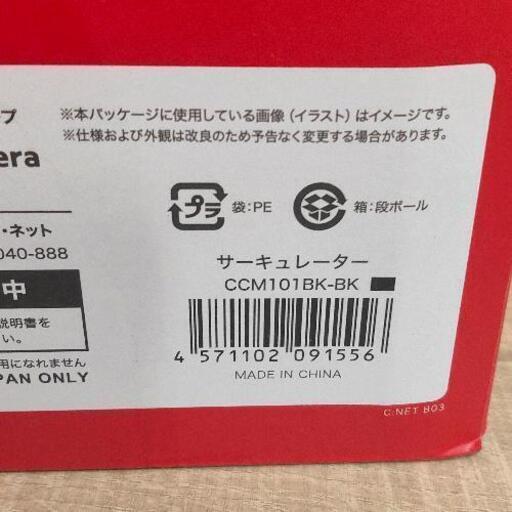 プ
※本パッケージに使用している画像(イラスト)はイメージです。
※仕様および外観は改良のため予告なく変更する場合があります。
era
プラ 袋:PE
箱:段ボール
・ネット
040-888
中
説明書を
い。
用になれません
PAN ONLY
サーキュレーター
CCM101BK-BK
4 571102 091556
MADE IN CHINA
C:NET B03